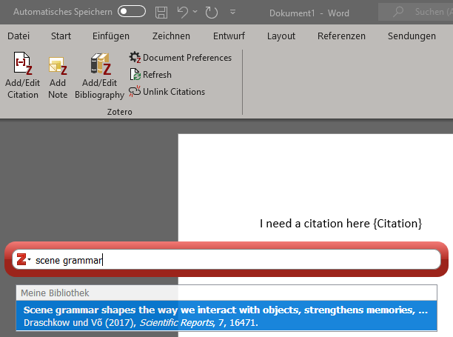 Automatisches Speichern
Dokument1 - Word
Suchen (A
Datei Start Einfügen Zeichnen Entwurf Layout Referenzen Sendungen
Add/Edit Citation
Add Note
Add/Edit Bibliography
Document Preferences
Refresh
Unlink Citations
Zotero
I need a citation here {Citation}
Z scene grammar
Meine Bibliothek
Scene grammar shapes the way we interact with objects, strengthens memories, ...
Draschkow und Võ (2017), Scientific Reports, 7, 16471.